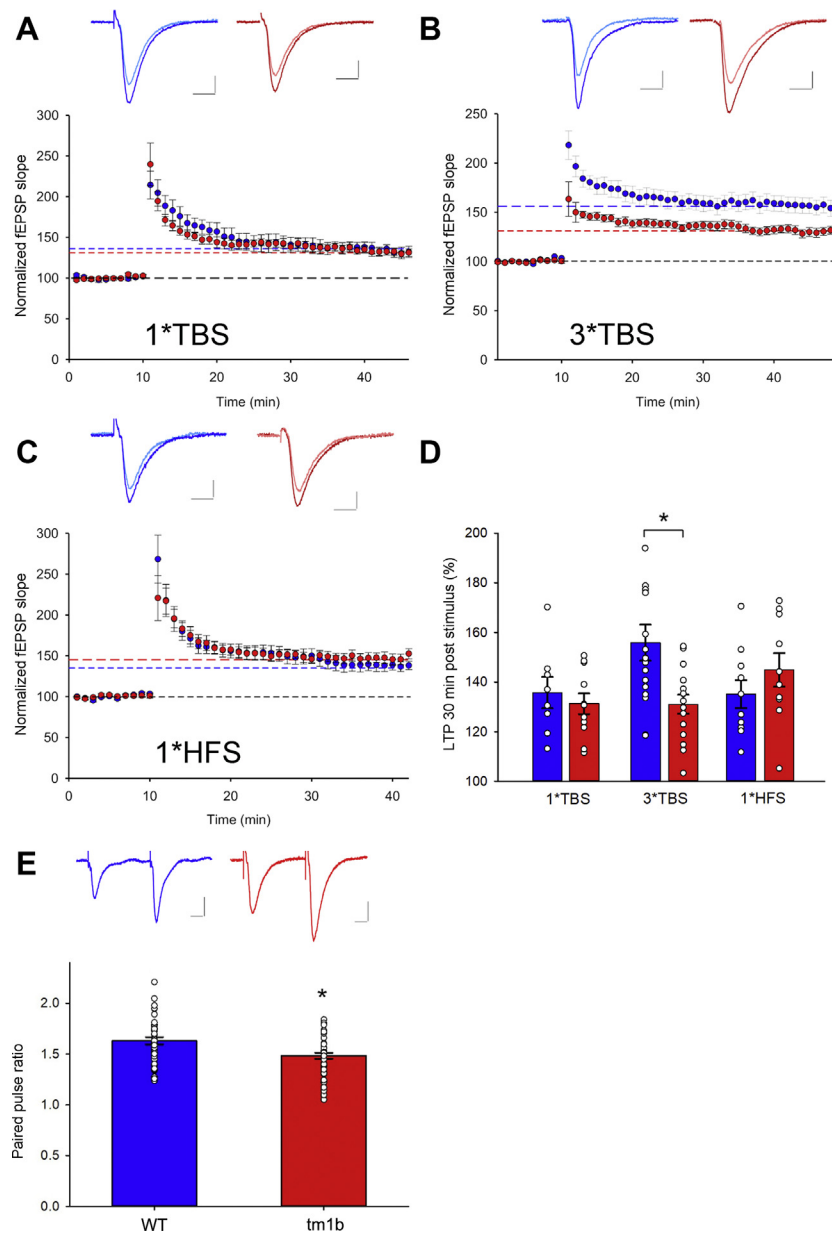 A
B
300
250
200
150
100
50
0
Normalized fEPSP slope
1*TBS
0
10
20
30
40
Time (min)
250
200
150
100
50
0
Normalized fEPSP slope
3*TBS
10
20
30
40
Time (min)
C
D
300
250
200
150
100
50
0
Normalized fEPSP slope
1*HFS
0
10
20
30
40
Time (min)
200
180
160
140
120
100
LTP 30 min post stimulus (%)
*
1*TBS
3*TBS
1*HFS
E
2.0
1.5
1.0
0.5
0.0
Paired pulse ratio
*
WT
tm1b